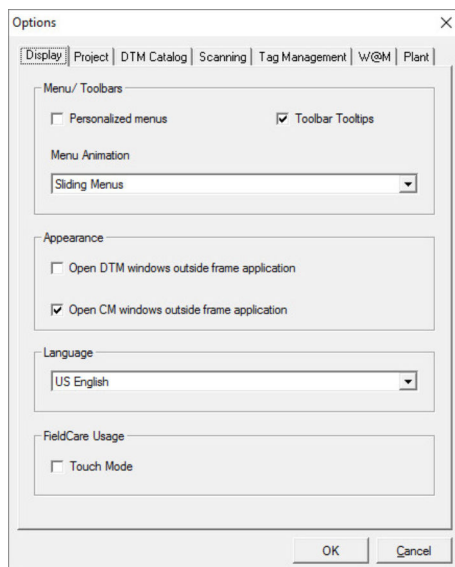 Options
Display Project DTM Catalog Scanning Tag Management W@M Plant
Menu/ Toolbars
Personalized menus Toolbar Tooltips
Menu Animation
Sliding Menus
Appearance
Open DTM windows outside frame application
Open CM windows outside frame application
Language
US English
FieldCare Usage
Touch Mode
OK Cancel